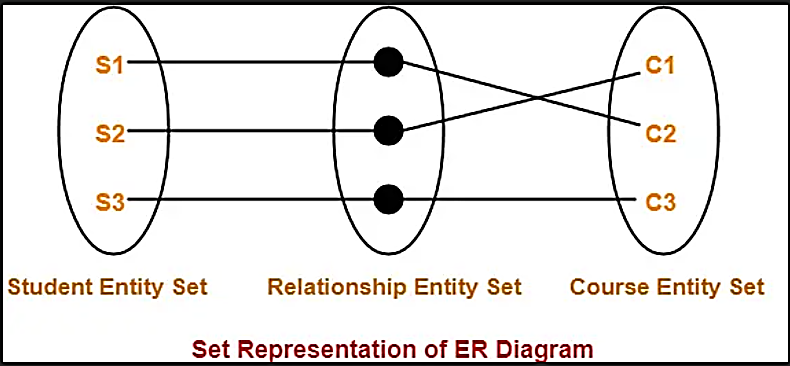 S1 C1
S2 C2
S3 C3
Student Entity Set Relationship Entity Set Course Entity Set
Set Representation of ER Diagram